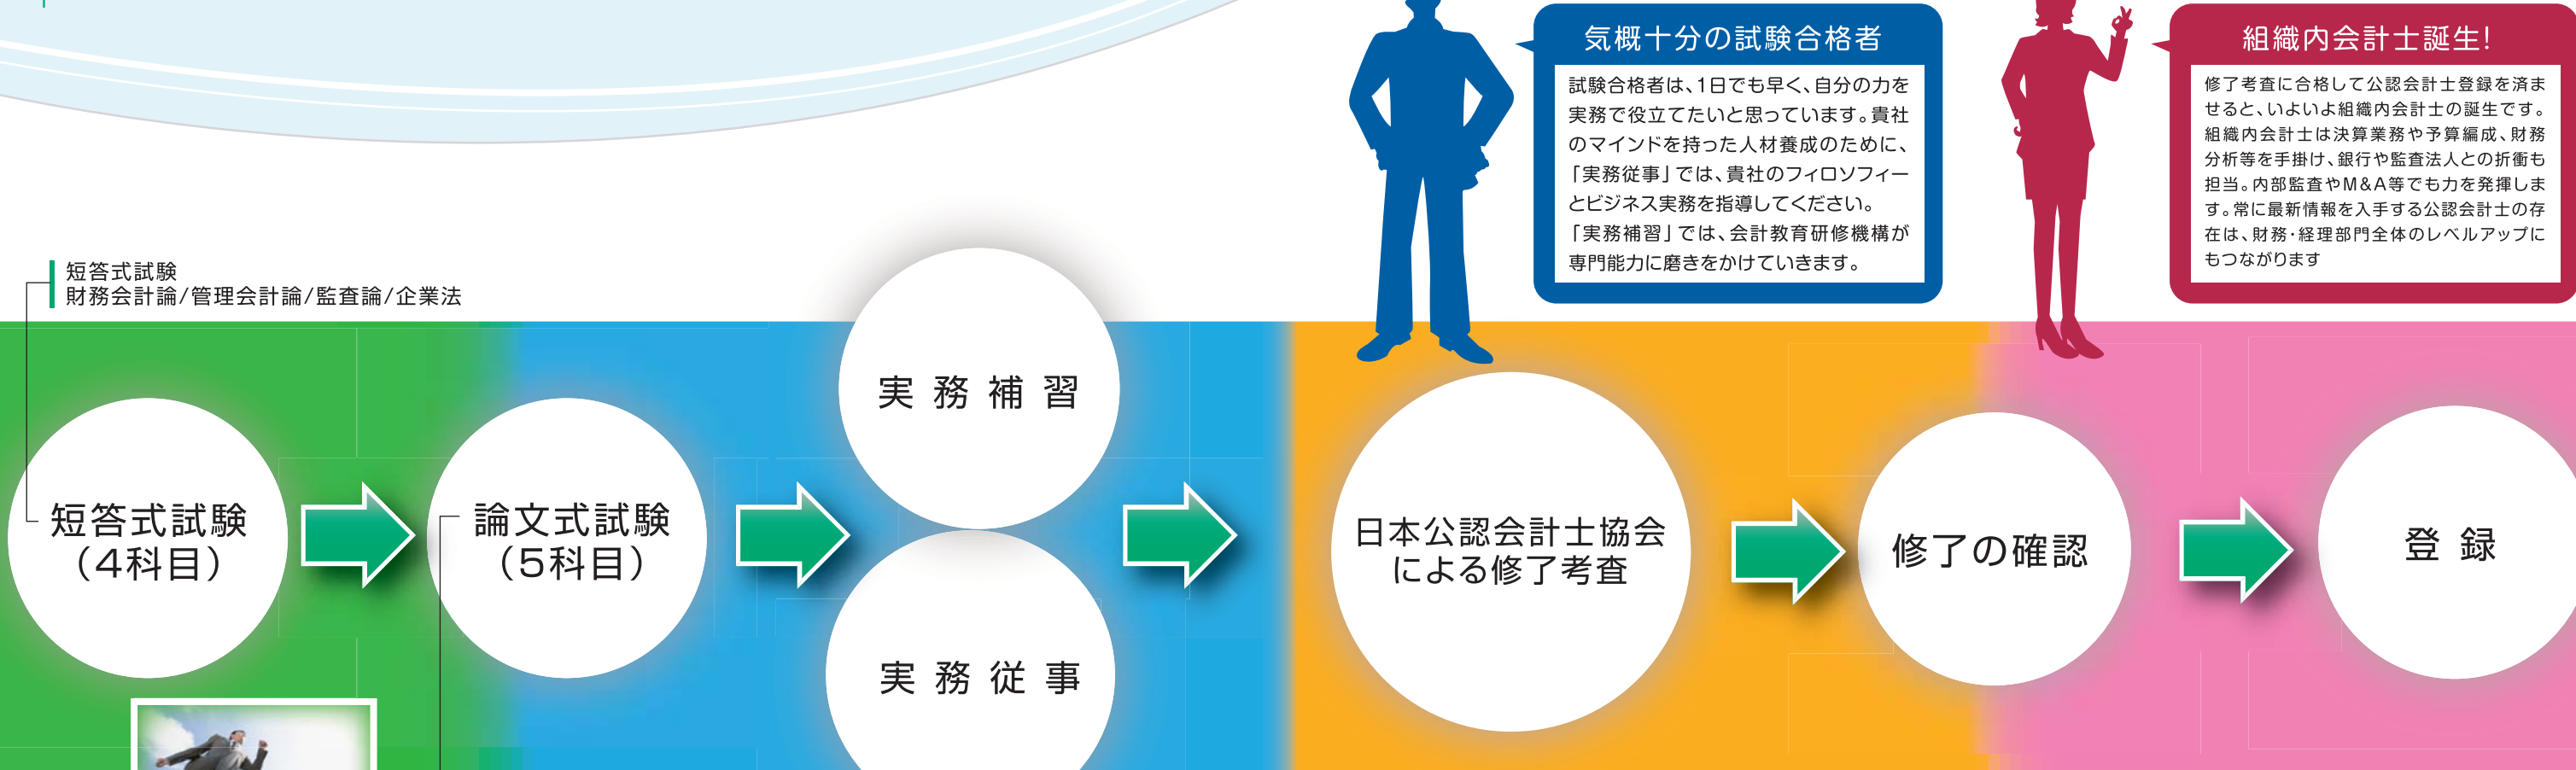 気概十分の試験合格者
試験合格者は、1日でも早く、自分の力を
実務で役立てたいと思っています。貴社
のマインドを持った人材養成のために、
「実務従事」では、貴社のフィロソフィー
とビジネス実務を指導してください。
「実務補習」では、会計教育研修機構が
専門能力に磨きをかけていきます。
組織内会計士誕生!
修了考査に合格して公認会計士登録を済ま
せると、いよいよ組織内会計士の誕生です。
組織内会計士は決算業務や予算編成、財務
分析等を手掛け、銀行や監査法人との折衝も
担当。内部監査やM&A等でも力を発揮しま
す。常に最新情報を入手する公認会計士の存
在は、財務・経理部門全体のレベルアップに
もつながります
短答式試験
財務会計論/管理会計論/監査論/企業法
短答式試験
(4科目)
論文式試験
(5科目)
実務補習
実務従事
日本公認会計士協会
による修了考査
修了の確認
登録